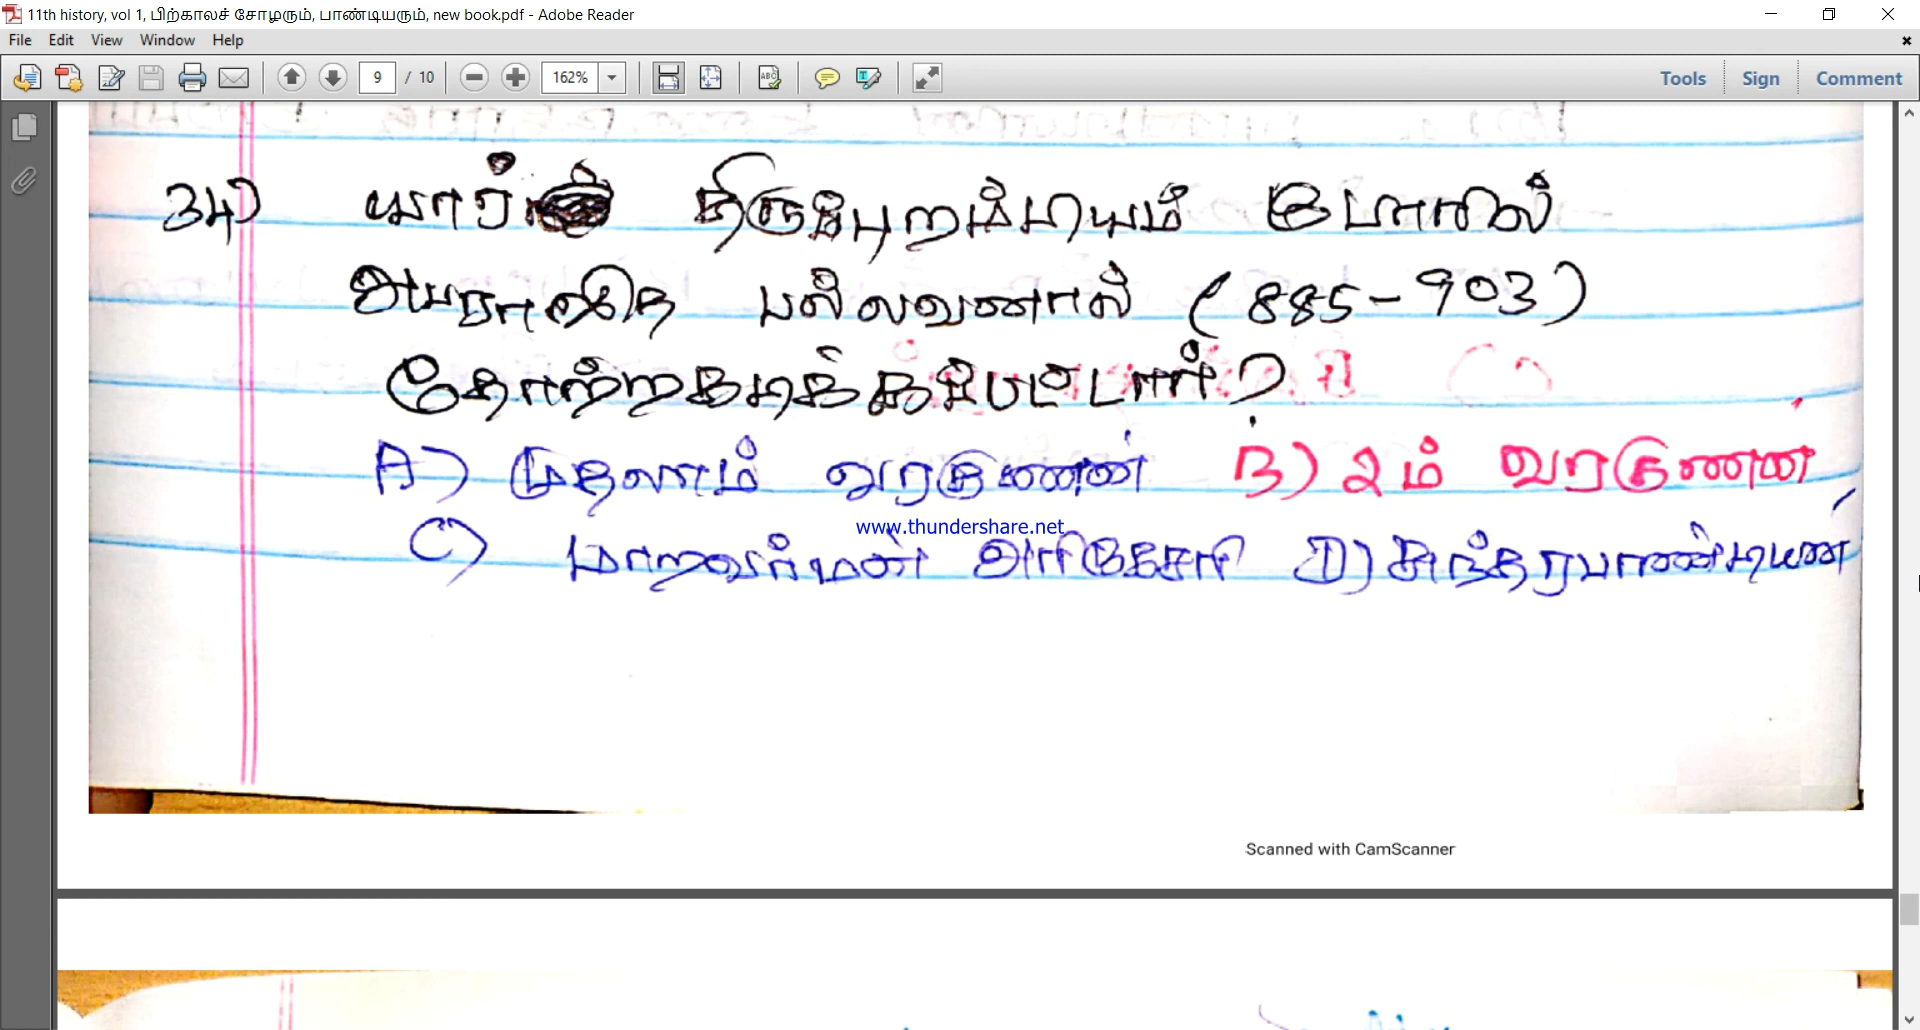 11th history, vol 1, பிற்காலச் சோழரும், பாண்டியரும், new book.pdf - Adobe Reader
File Edit View Window Help
9 / 10 162% Tools Sign Comment
34) யார் திருப்புறம்பியம் போரில்
அபராஜித பல்லவனால் (885-903)
தோற்றகடிக்கப்பட்டார்?
A) முதலாம் வரகுணன் B) 2ம் வரகுணன்
www.thundershare.net
C) மாறவர்மன் அரிகேசரி D) சுந்தரபாண்டியன்
Scanned with CamScanner